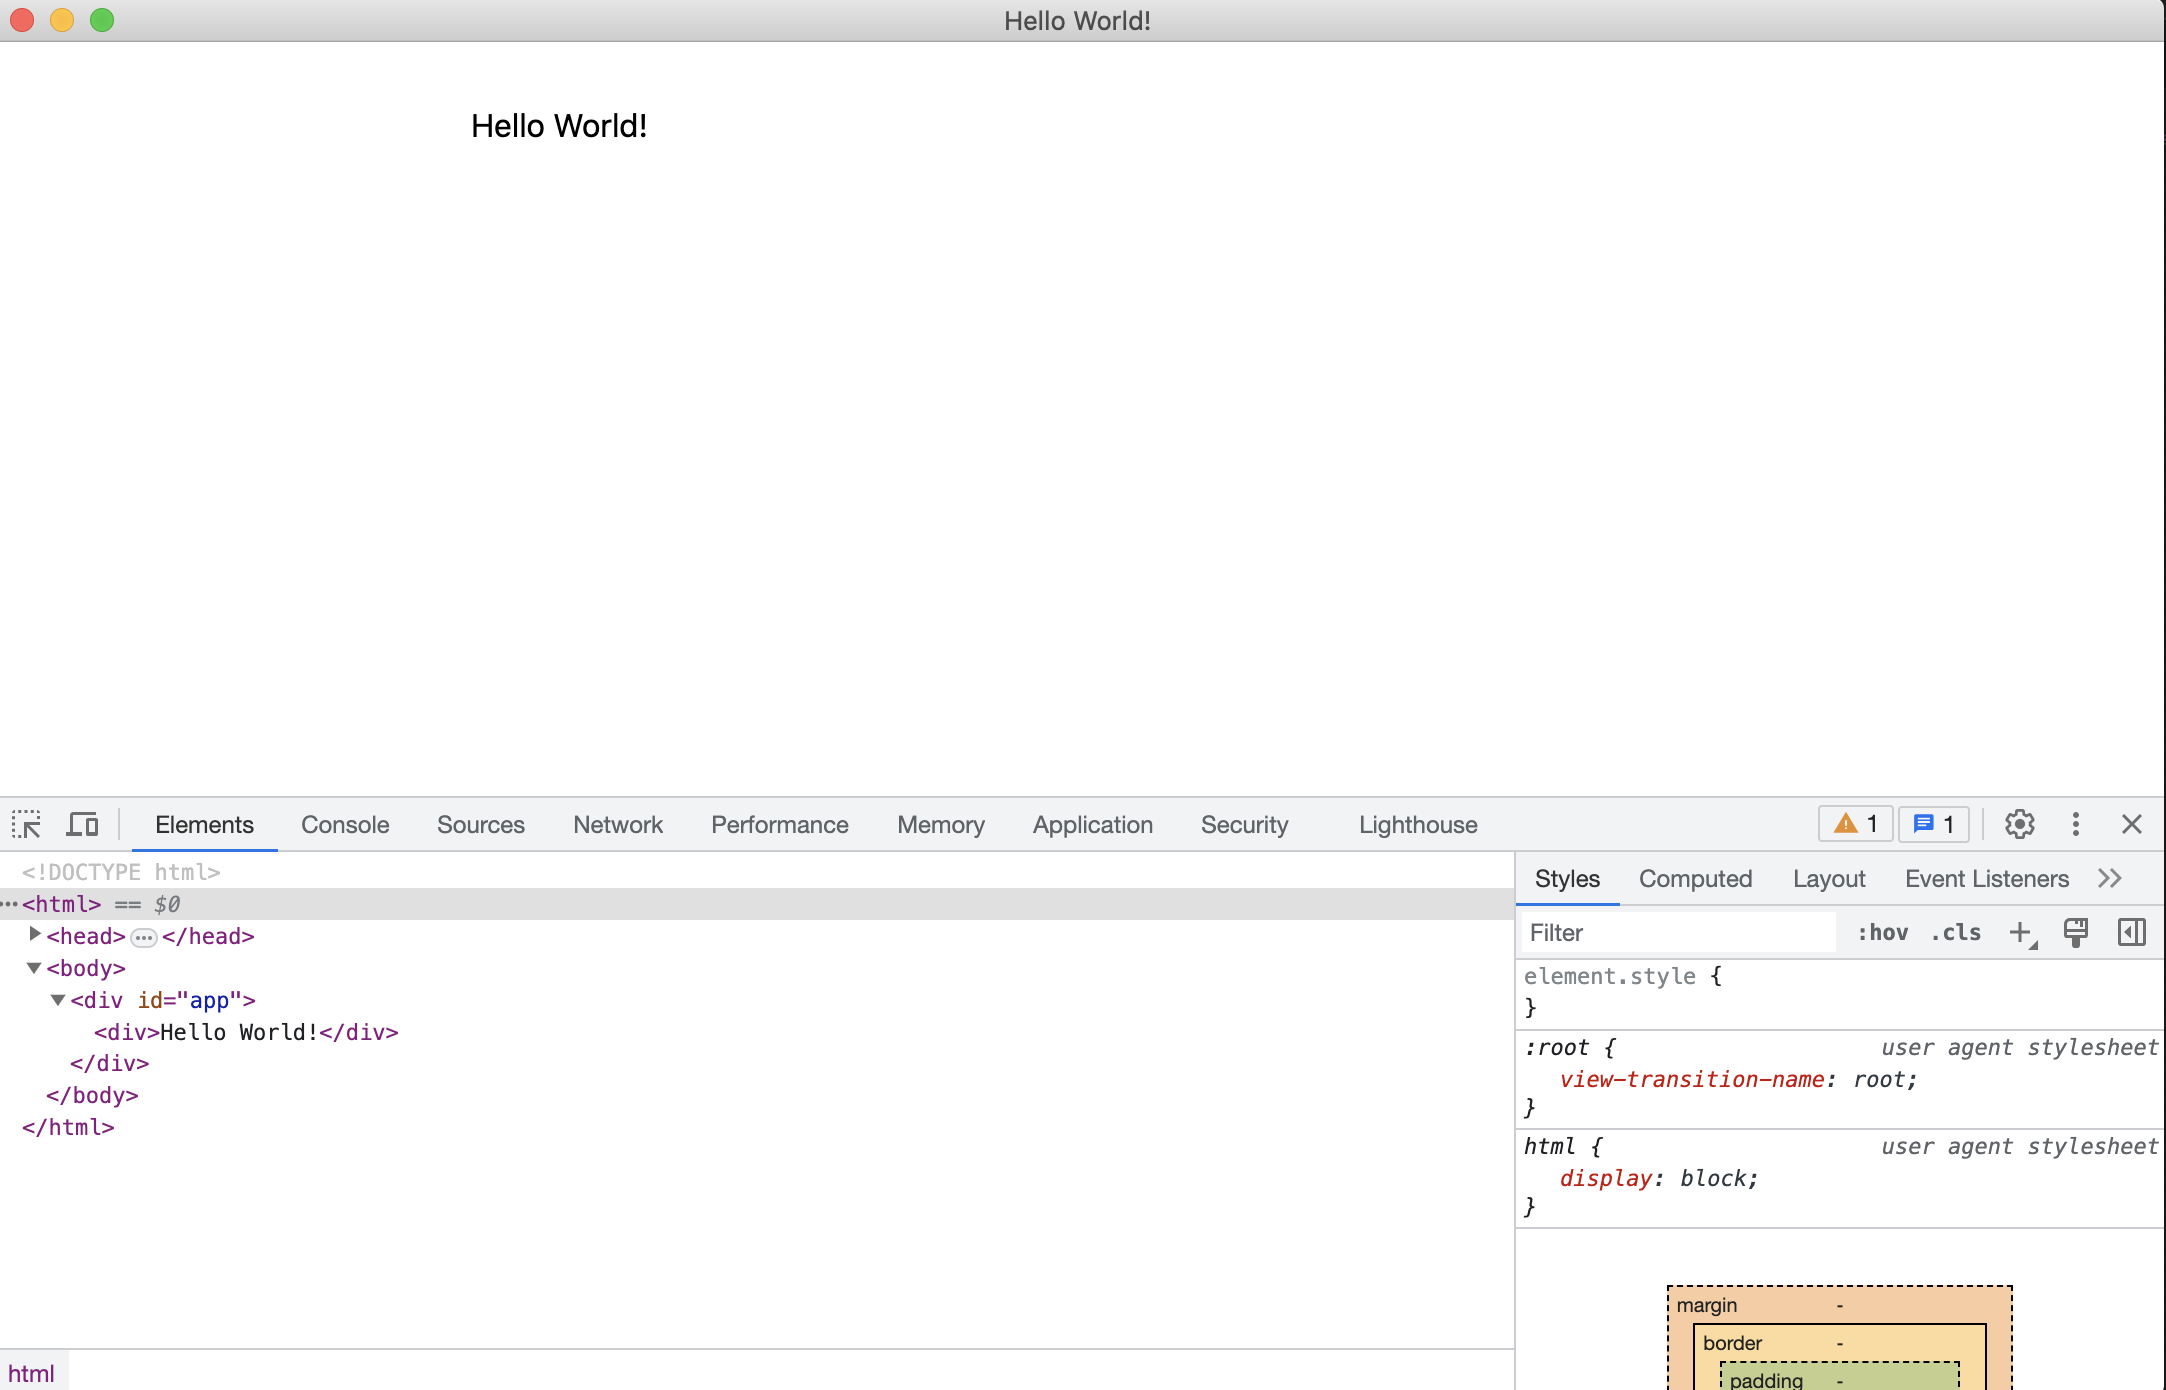 Hello World!
Hello World!
Elements Console Sources Network Performance Memory Application Security Lighthouse 1 1
<!DOCTYPE html>
<html> == $0
<head> </head>
<body>
<div id="app">
<div>Hello World!</div>
</div>
</body>
</html>
html
Styles Computed Layout Event Listeners
Filter :hov .cls
element.style {
}
:root { user agent stylesheet
view-transition-name: root;
}
html { user agent stylesheet
display: block;
}
margin -
border -
padding -